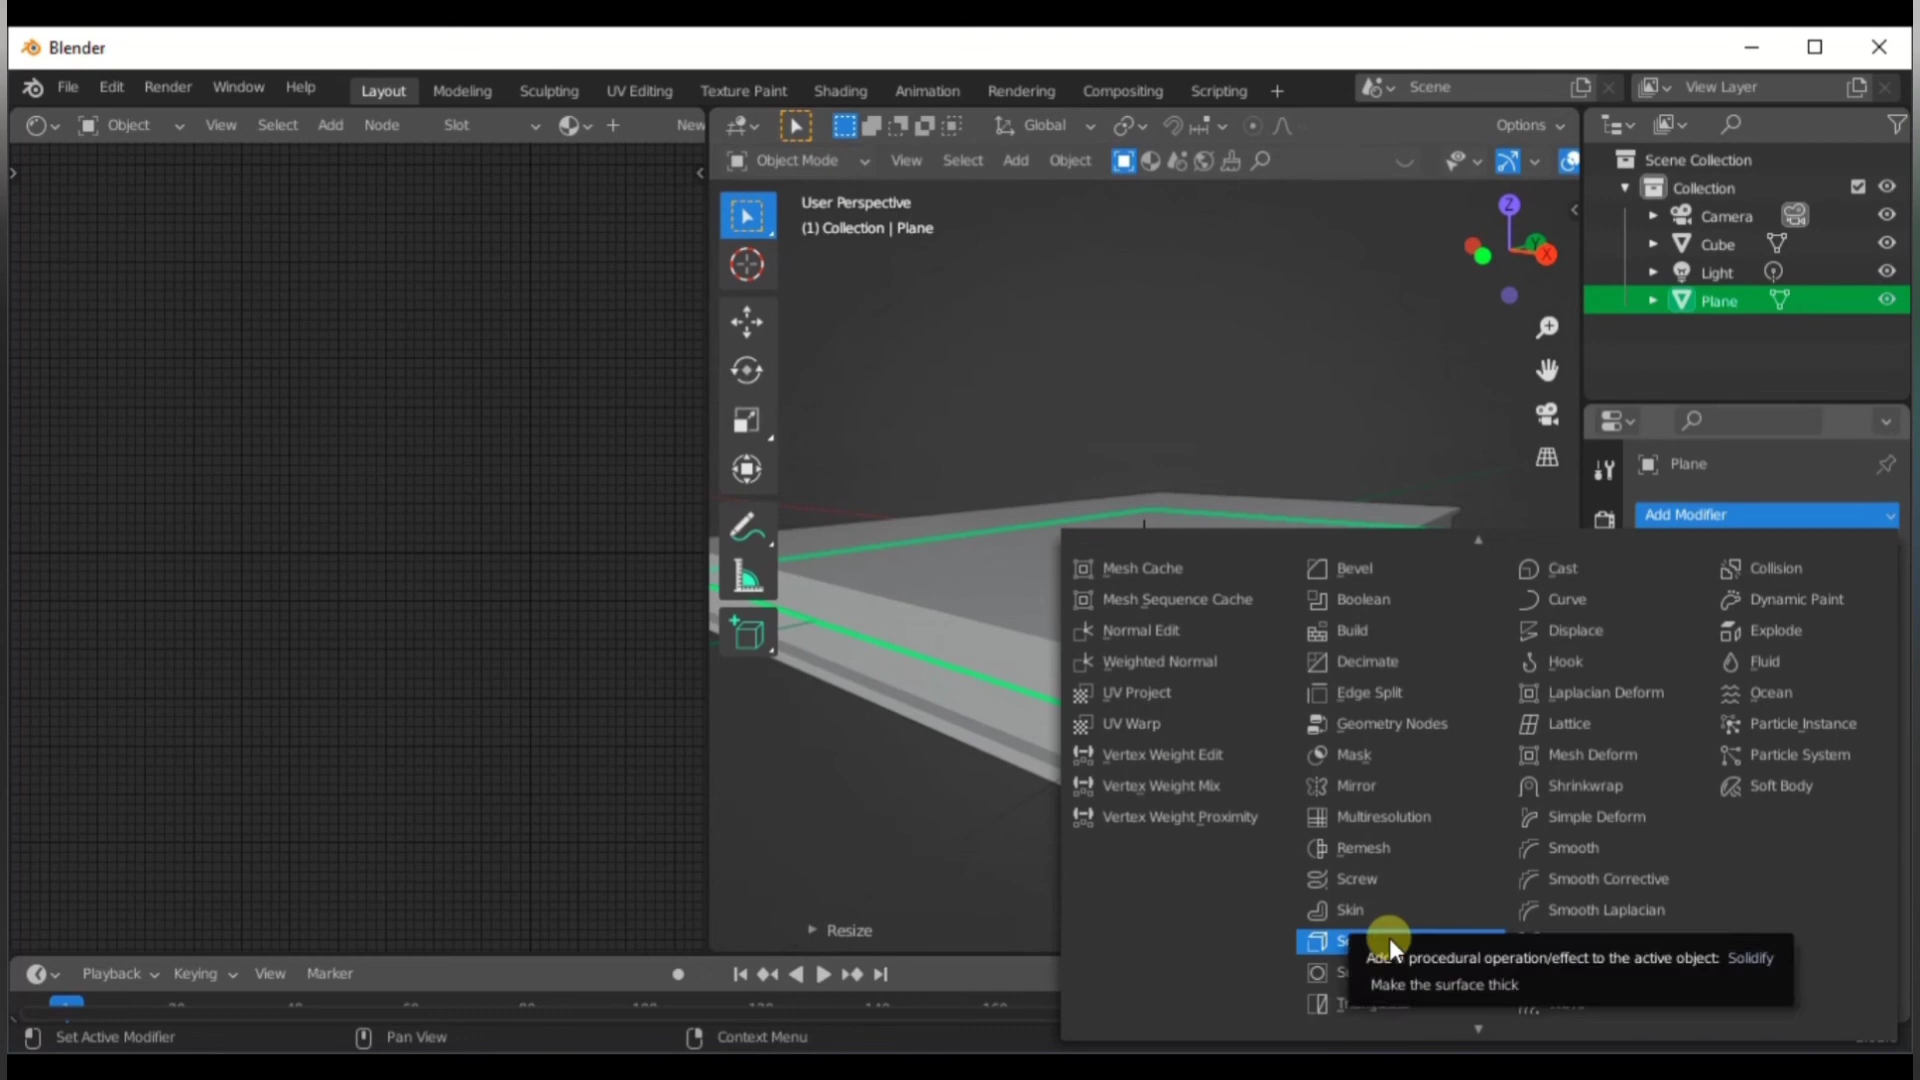 Blender
File Edit Render Window Help
Layout Modeling Sculpting UV Editing Texture Paint Shading Animation Rendering Compositing Scripting +
Scene
View Layer
Object View Select Add Node Slot New
Global Options
Object Mode View Select Add Object
User Perspective
(1) Collection | Plane
Z
Y
X
Scene Collection
Collection
Camera
Cube
Light
Plane
Plane
Add Modifier
Mesh Cache
Mesh Sequence Cache
Normal Edit
Weighted Normal
UV Project
UV Warp
Vertex Weight Edit
Vertex Weight Mix
Vertex Weight Proximity
Bevel
Boolean
Build
Decimate
Edge Split
Geometry Nodes
Mask
Mirror
Multiresolution
Remesh
Screw
Skin
Cast
Curve
Displace
Hook
Laplacian Deform
Lattice
Mesh Deform
Shrinkwrap
Simple Deform
Smooth
Smooth Corrective
Smooth Laplacian
Collision
Dynamic Paint
Explode
Fluid
Ocean
Particle Instance
Particle System
Soft Body
procedural operation/effect to the active object: Solidify
Make the surface thick
Resize
Playback Keying View Marker
1
Set Active Modifier Pan View Context Menu